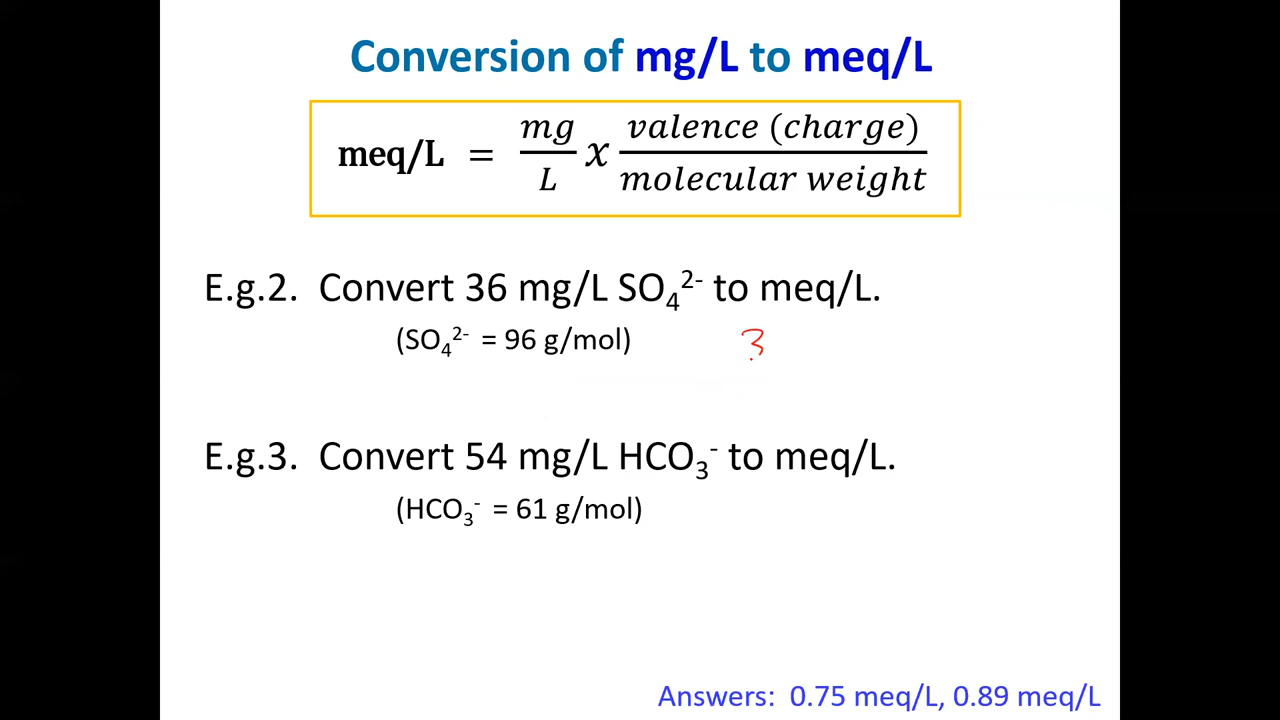 Conversion of mg/L to meq/L
meq/L = mg/L x valence (charge)/molecular weight
E.g.2. Convert 36 mg/L SO₄²⁻ to meq/L.
(SO₄²⁻ = 96 g/mol)
E.g.3. Convert 54 mg/L HCO₃⁻ to meq/L.
(HCO₃⁻ = 61 g/mol)
Answers: 0.75 meq/L, 0.89 meq/L